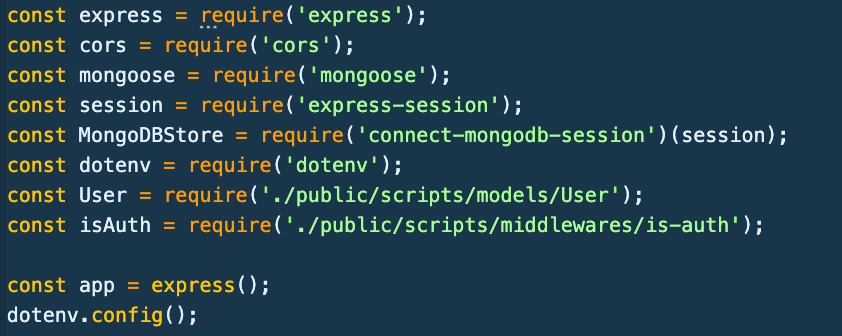 const express = require('express');
const cors = require('cors');
const mongoose = require('mongoose');
const session = require('express-session');
const MongoDBStore = require('connect-mongodb-session')(session);
const dotenv = require('dotenv');
const User = require('./public/scripts/models/User');
const isAuth = require('./public/scripts/middlewares/is-auth');
const app = express();
dotenv.config();